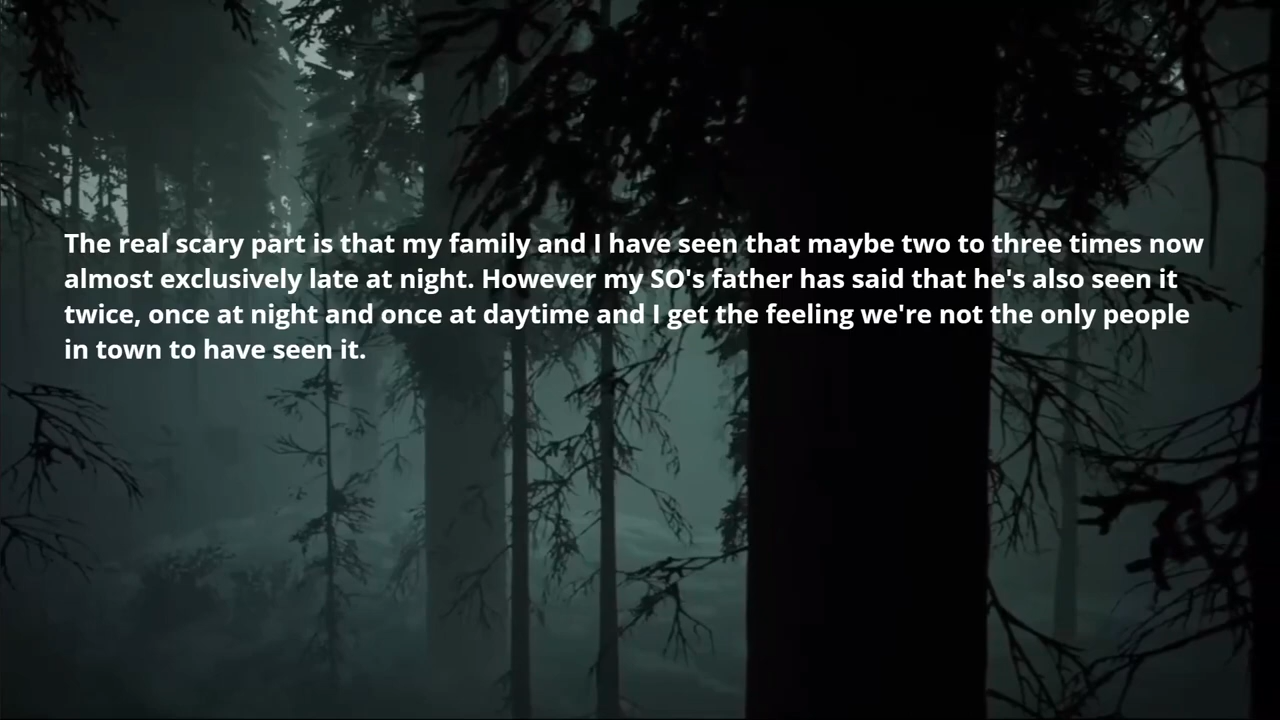 The real scary part is that my family and I have seen that maybe two to three times now
almost exclusively late at night. However my SO's father has said that he's also seen it
twice, once at night and once at daytime and I get the feeling we're not the only people
in town to have seen it.